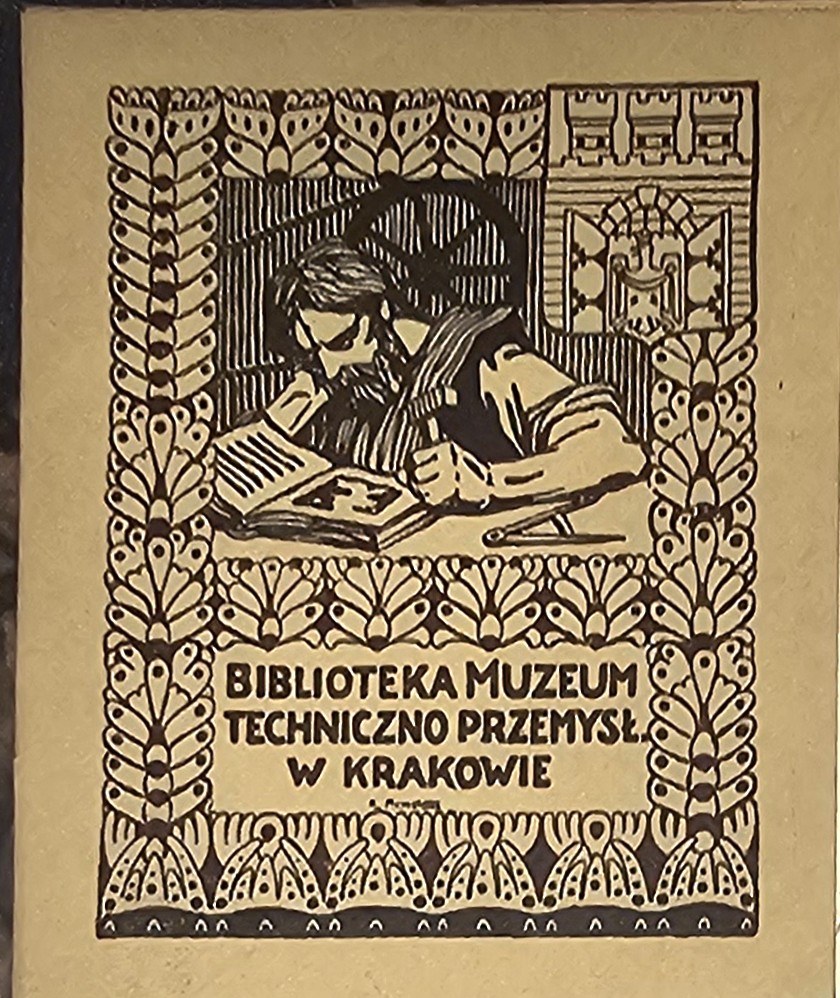 BIBLIOTEKA MUZEUM
TECHNICZNO PRZEMYSŁ.
W KRAKOWIE